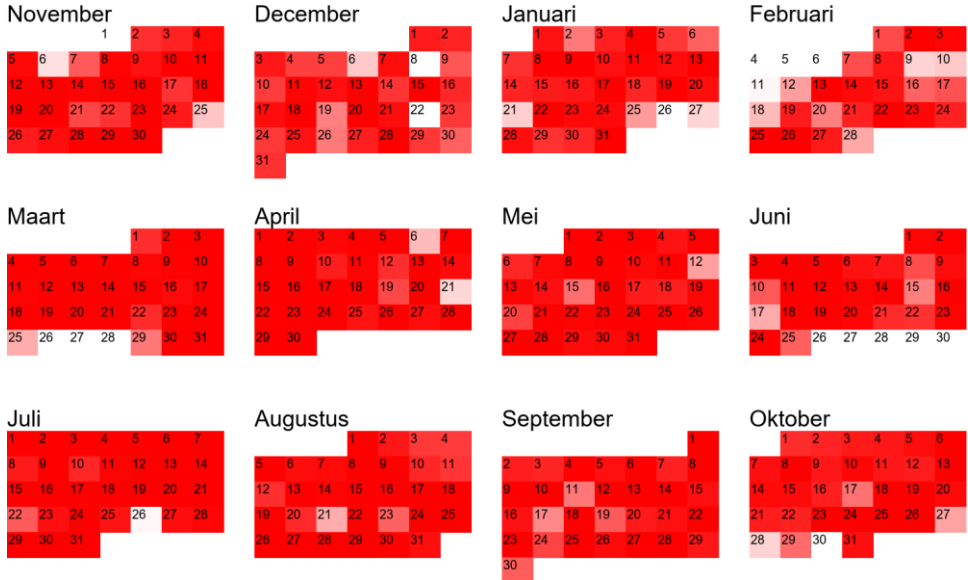 November December Januari Februari
1 2 3 4 1 2 1 2 3 4 5 6 1 2 3
5 6 7 8 9 10 11 3 4 5 6 7 8 9 7 8 9 10 11 12 13 4 5 6 7 8 9 10
12 13 14 15 16 17 18 10 11 12 13 14 15 16 14 15 16 17 18 19 20 11 12 13 14 15 16 17
19 20 21 22 23 24 25 17 18 19 20 21 22 23 21 22 23 24 25 26 27 18 19 20 21 22 23 24
26 27 28 29 30 24 25 26 27 28 29 30 28 29 30 31 25 26 27 28
31
Maart April Mei Juni
1 2 3 1 2 3 4 5 6 7 1 2 3 4 5 1 2
4 5 6 7 8 9 10 8 9 10 11 12 13 14 6 7 8 9 10 11 12 3 4 5 6 7 8 9
11 12 13 14 15 16 17 15 16 17 18 19 20 21 13 14 15 16 17 18 19 10 11 12 13 14 15 16
18 19 20 21 22 23 24 22 23 24 25 26 27 28 20 21 22 23 24 25 26 17 18 19 20 21 22 23
25 26 27 28 29 30 31 29 30 27 28 29 30 31 24 25 26 27 28 29 30
Juli Augustus September Oktober
1 2 3 4 5 6 7 1 2 3 4 1 1 2 3 4 5 6
8 9 10 11 12 13 14 5 6 7 8 9 10 11 2 3 4 5 6 7 8 7 8 9 10 11 12 13
15 16 17 18 19 20 21 12 13 14 15 16 17 18 9 10 11 12 13 14 15 14 15 16 17 18 19 20
22 23 24 25 26 27 28 19 20 21 22 23 24 25 16 17 18 19 20 21 22 21 22 23 24 25 26 27
29 30 31 26 27 28 29 30 31 23 24 25 26 27 28 29 28 29 30 31
30